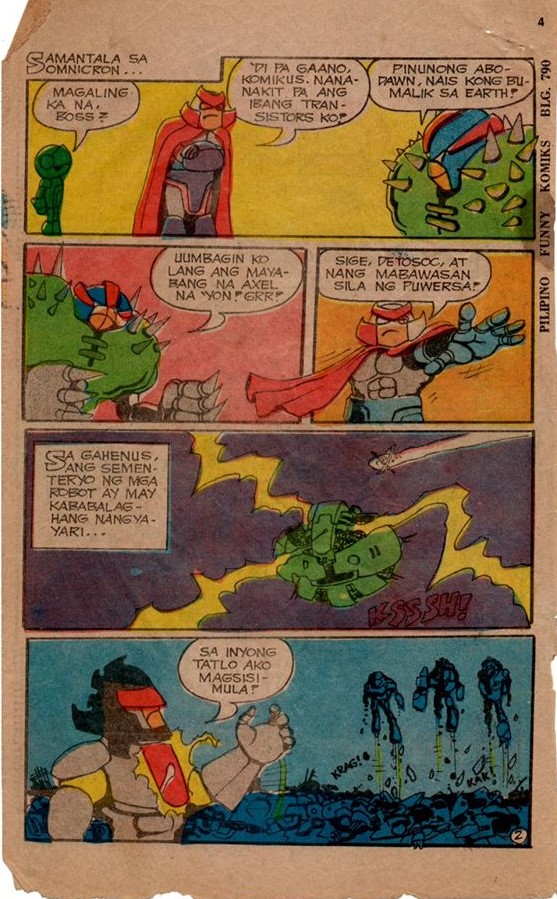 4
PILIPINO FUNNY KOMIKS BLG. 790
SAMANTALA SA
OMNICRON...
MAGALING
KA NA,
BOSS?
'DI PA GAANO,
KOMIKUS. NANA-
NAKIT PA ANG
IBANG TRAN-
SISTORS KO!
PINUNONG ABO-
DAWN, NAIS KONG BU-
MALIK SA EARTH!
UUMBAGIN KO
LANG ANG MAYA-
BANG NA AXEL
NA 'YON! GRR!
SIGE, DETOSOC, AT
NANG MABAWASAN
SILA NG PUWERSA!
SA GAHENUS,
ANG SEMEN-
TERYO NG MGA
ROBOT AY MAY
KABABALAG-
HANG NANGYA-
YARI...
KSSSH!
SA INYONG
TATLO AKO
MAGSISI-
MULA!
KRAG!
KAK!
2